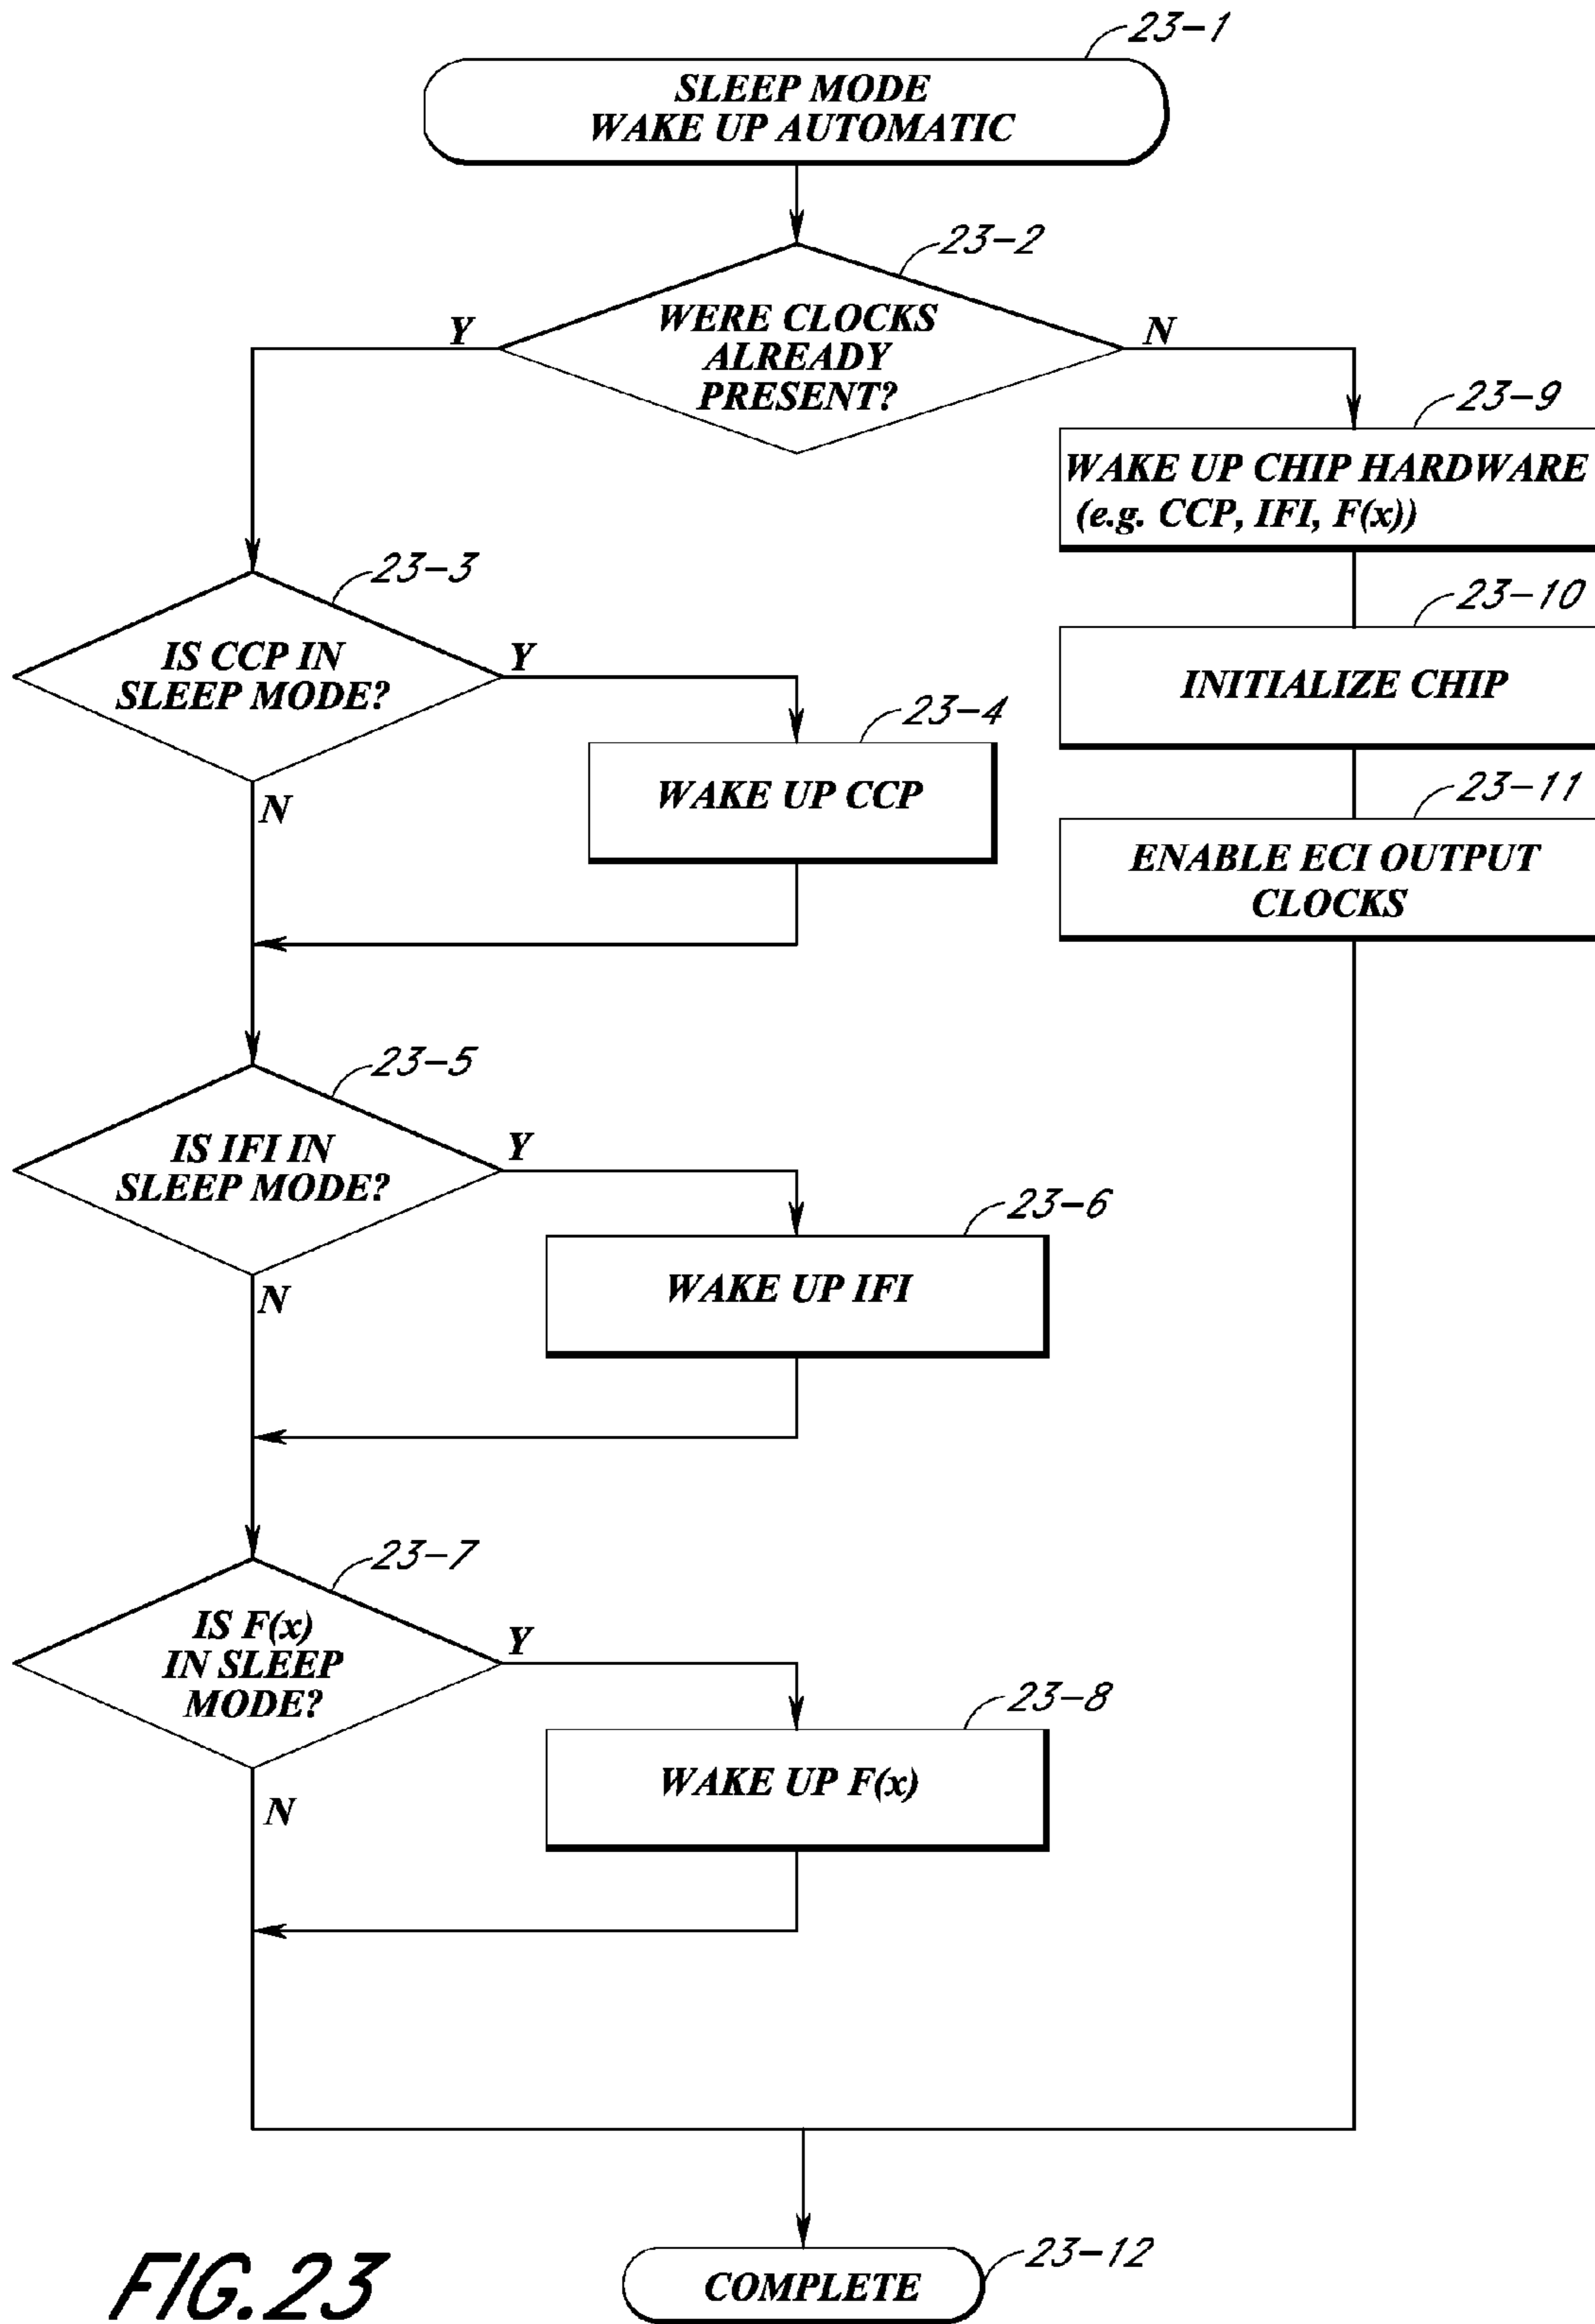 23-1
SLEEP MODE
WAKE UP AUTOMATIC
23-2
WERE CLOCKS
ALREADY
PRESENT?
Y
N
23-9
WAKE UP CHIP HARDWARE
(e.g. CCP, IFI, F(x))
23-3
IS CCP IN
SLEEP MODE?
Y
N
23-10
INITIALIZE CHIP
23-4
WAKE UP CCP
23-11
ENABLE ECI OUTPUT
CLOCKS
23-5
IS IFI IN
SLEEP MODE?
Y
N
23-6
WAKE UP IFI
23-7
IS F(x)
IN SLEEP
MODE?
Y
N
23-8
WAKE UP F(x)
23-12
COMPLETE
FIG.23